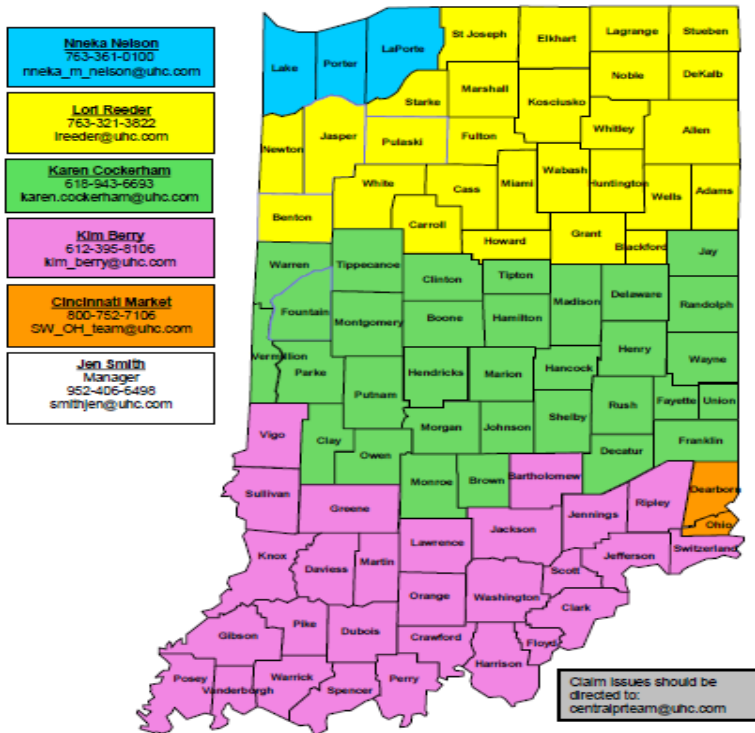 Nneka Nelson
763-361-0100
nneka_m_nelson@uhc.com
Lori Reeder
763-321-3822
lreeder@uhc.com
Karen Cockerham
618-943-6693
karen.cockerham@uhc.com
Kim Berry
612-395-8106
kim_berry@uhc.com
Cincinnati Market
800-752-7106
SW_OH_team@uhc.com
Jen Smith
Manager
952-406-6498
smithjen@uhc.com
Lake
Porter
LaPorte
St Joseph
Elkhart
Lagrange
Stueben
Noble
DeKalb
Starke
Marshall
Kosciusko
Whitley
Allen
Newton
Jasper
Pulaski
Fulton
Wabash
Huntington
Wells
Adams
White
Cass
Miami
Benton
Carroll
Howard
Grant
Blackford
Jay
Warren
Tippecanoe
Clinton
Tipton
Madison
Delaware
Randolph
Fountain
Montgomery
Boone
Hamilton
Henry
Wayne
Vermillion
Parke
Putnam
Hendricks
Marion
Hancock
Rush
Fayette
Union
Vigo
Clay
Owen
Morgan
Johnson
Shelby
Decatur
Franklin
Sullivan
Greene
Monroe
Brown
Bartholomew
Jennings
Ripley
Dearborn
Ohio
Knox
Daviess
Martin
Lawrence
Jackson
Scott
Jefferson
Switzerland
Orange
Washington
Clark
Gibson
Pike
Dubois
Crawford
Floyd
Harrison
Posey
Vanderborgh
Warrick
Spencer
Perry
Claim issues should be
directed to:
centralprteam@uhc.com